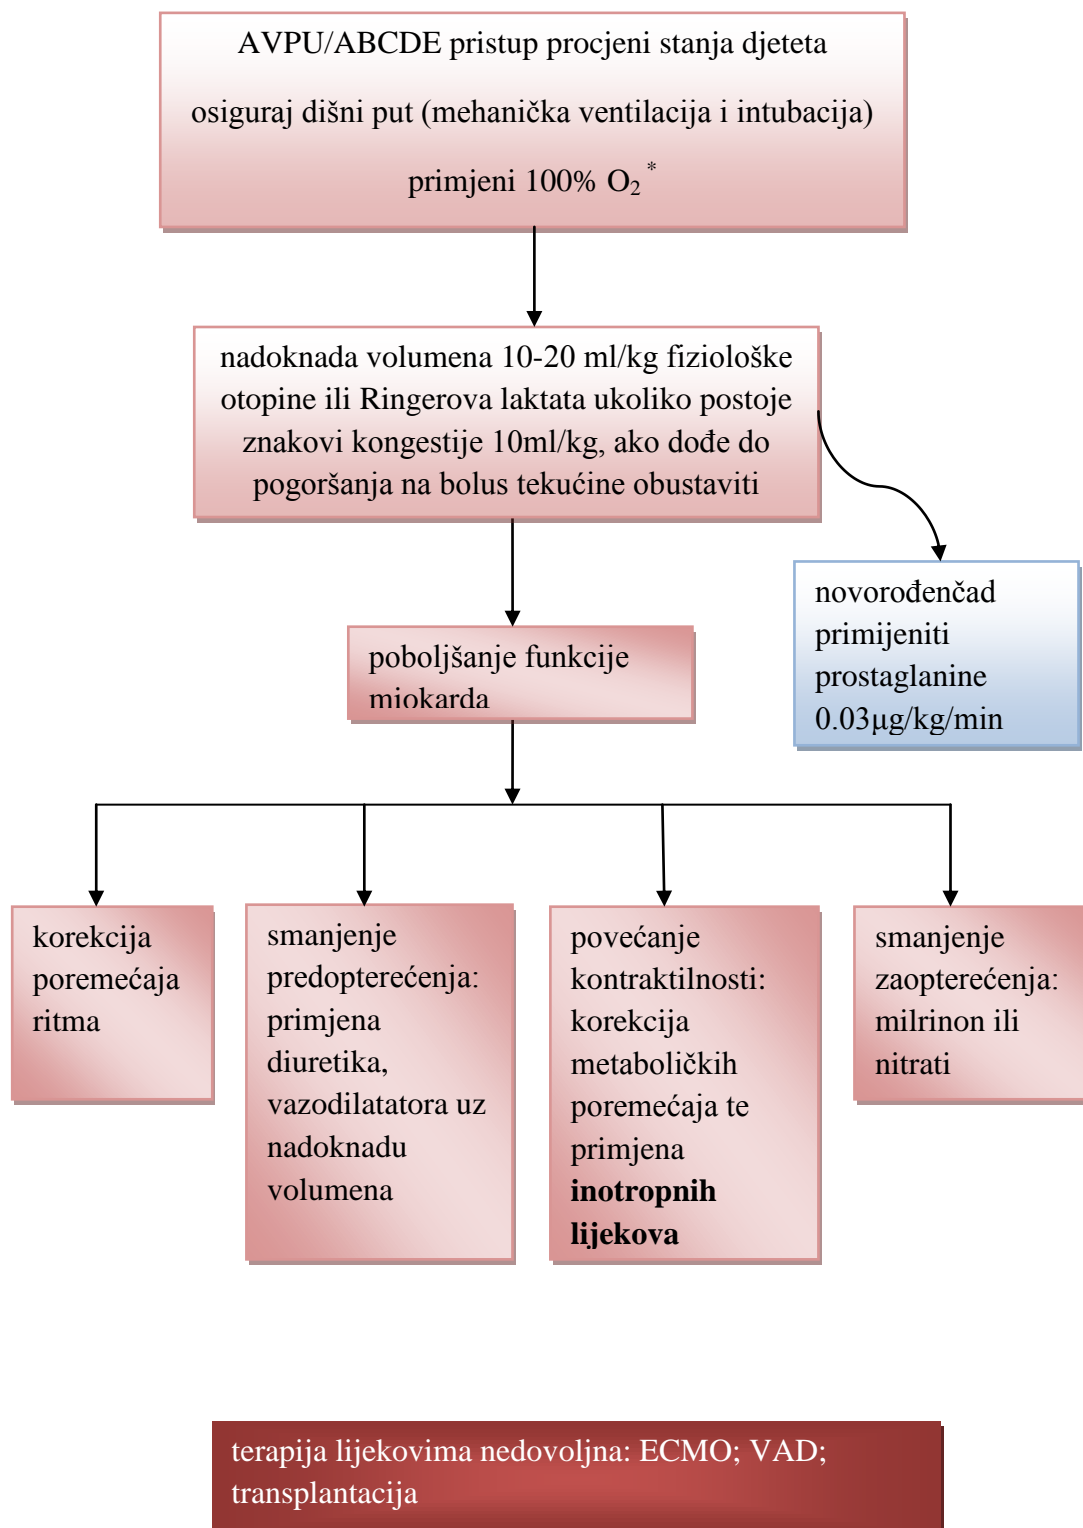 AVPU/ABCDE pristup procjeni stanja djeteta
osiguraj dišni put (mehanička ventilacija i intubacija)
primjeni 100% O₂ *
nadoknada volumena 10-20 ml/kg fiziološke
otopine ili Ringerova laktata ukoliko postoje
znakovi kongestije 10ml/kg, ako dođe do
pogoršanja na bolus tekućine obustaviti
novorođenčad
primijeniti
prostaglanine
0.03µg/kg/min
poboljšanje funkcije
miokarda
korekcija
poremećaja
ritma
smanjenje
predopterećenja:
primjena
diuretika,
vazodilatatora uz
nadoknadu
volumena
povećanje
kontraktilnosti:
korekcija
metaboličkih
poremećaja te
primjena
inotropnih
lijekova
smanjenje
zaopterećenja:
milrinon ili
nitrati
terapija lijekovima nedovoljna: ECMO; VAD;
transplantacija